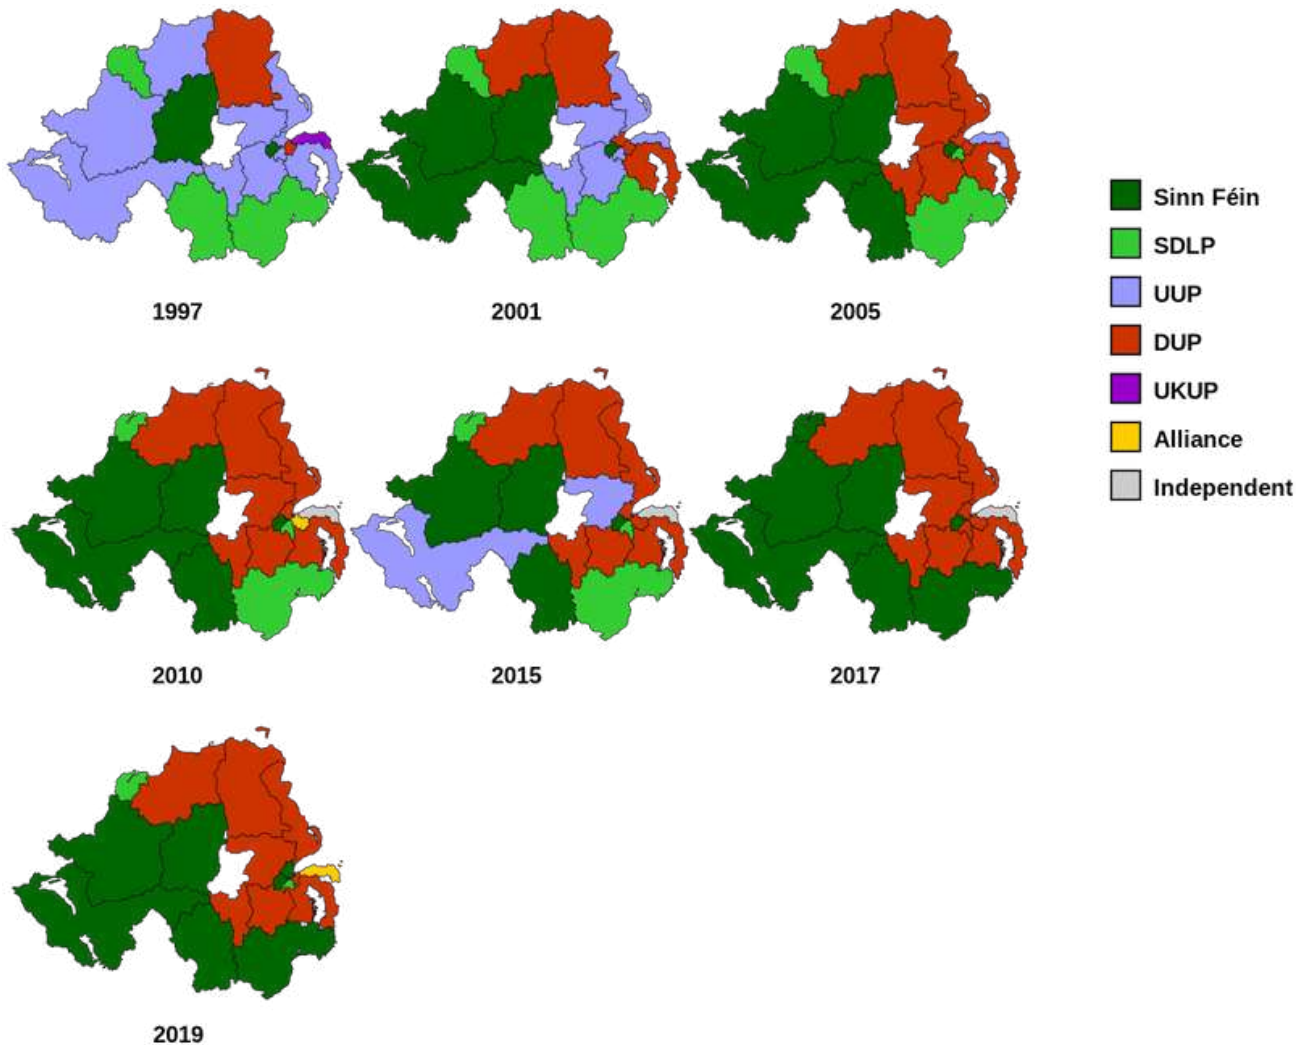 1997
2001
2005
Sinn Féin
SDLP
UUP
DUP
UKUP
Alliance
Independent
2010
2015
2017
2019